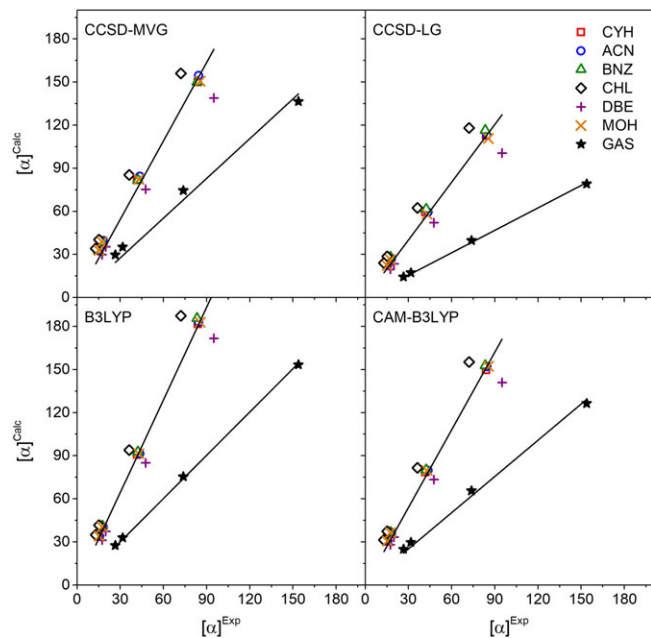 CCSD-MVG
CCSD-LG
CYH
ACN
BNZ
CHL
DBE
MOH
GAS
[α]^Calc
180
150
120
90
60
30
0
B3LYP
CAM-B3LYP
[α]^Calc
180
150
120
90
60
30
0
0 30 60 90 120 150 180
0 30 60 90 120 150 180
[α]^Exp
[α]^Exp